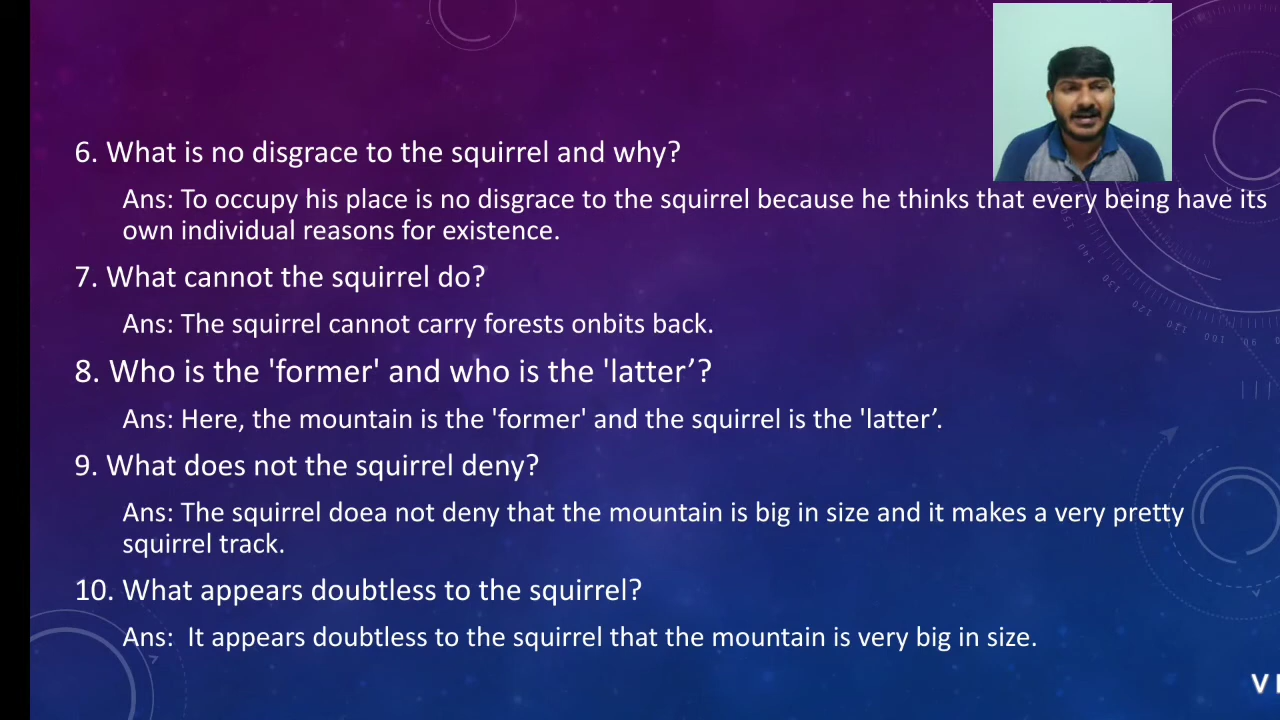 6. What is no disgrace to the squirrel and why?
Ans: To occupy his place is no disgrace to the squirrel because he thinks that every being have its
own individual reasons for existence.
7. What cannot the squirrel do?
Ans: The squirrel cannot carry forests onbits back.
8. Who is the 'former' and who is the 'latter’?
Ans: Here, the mountain is the 'former' and the squirrel is the 'latter’.
9. What does not the squirrel deny?
Ans: The squirrel doea not deny that the mountain is big in size and it makes a very pretty
squirrel track.
10. What appears doubtless to the squirrel?
Ans: It appears doubtless to the squirrel that the mountain is very big in size.